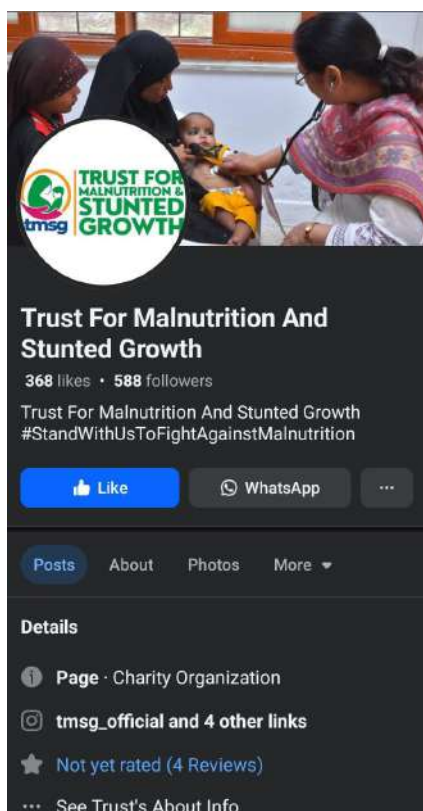 TRUST FOR
MALNUTRITION &
STUNTED
GROWTH
tmsg
Trust For Malnutrition And
Stunted Growth
368 likes • 588 followers
Trust For Malnutrition And Stunted Growth
#StandWithUsToFightAgainstMalnutrition
Like
WhatsApp
...
Posts About Photos More
Details
Page · Charity Organization
tmsg_official and 4 other links
Not yet rated (4 Reviews)
... See Trust's About Info